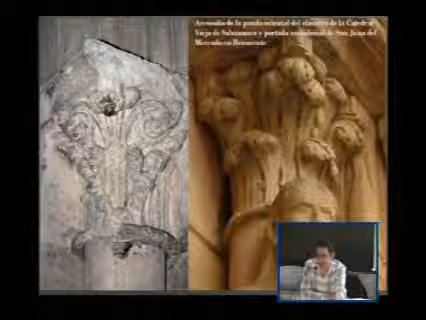 Arcosolio de la panda oriental del claustro de la Catedral
Vieja de Salamanca y portada occidental de San Juan del
Mercado en Benavente